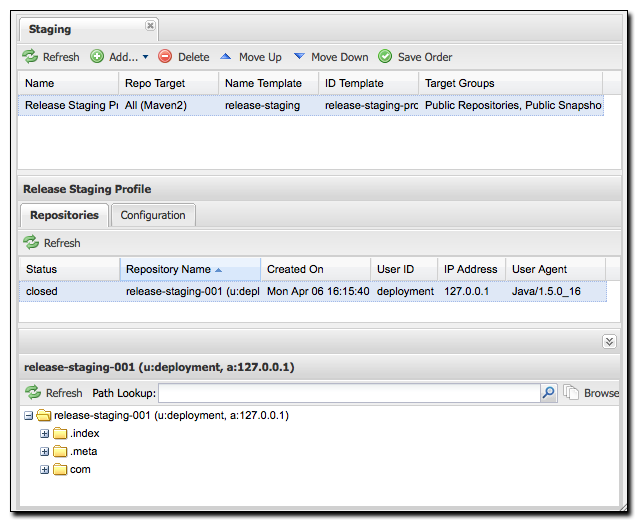 Staging
Refresh Add... Delete Move Up Move Down Save Order
Name Repo Target Name Template ID Template Target Groups
Release Staging Pr All (Maven2) release-staging release-staging-pro Public Repositories, Public Snapsho
Release Staging Profile
Repositories Configuration
Refresh
Status Repository Name Created On User ID IP Address User Agent
closed release-staging-001 (u:depl Mon Apr 06 16:15:40 deployment 127.0.0.1 Java/1.5.0_16
release-staging-001 (u:deployment, a:127.0.0.1)
Refresh Path Lookup: Browse
release-staging-001 (u:deployment, a:127.0.0.1)
.index
.meta
com